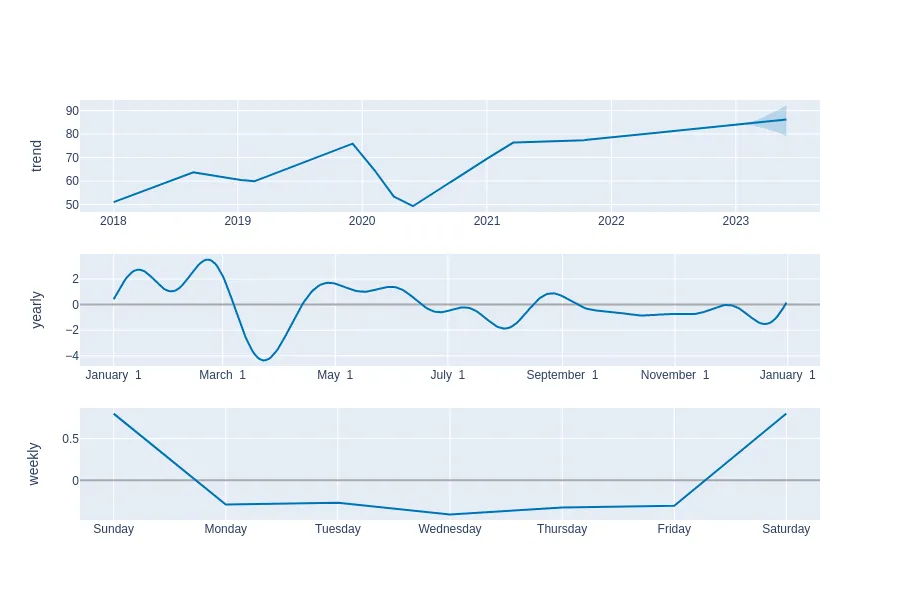 trend
90
80
70
60
50
2018 2019 2020 2021 2022 2023
yearly
2
0
−2
−4
January 1 March 1 May 1 July 1 September 1 November 1 January 1
weekly
0.5
0
Sunday Monday Tuesday Wednesday Thursday Friday Saturday